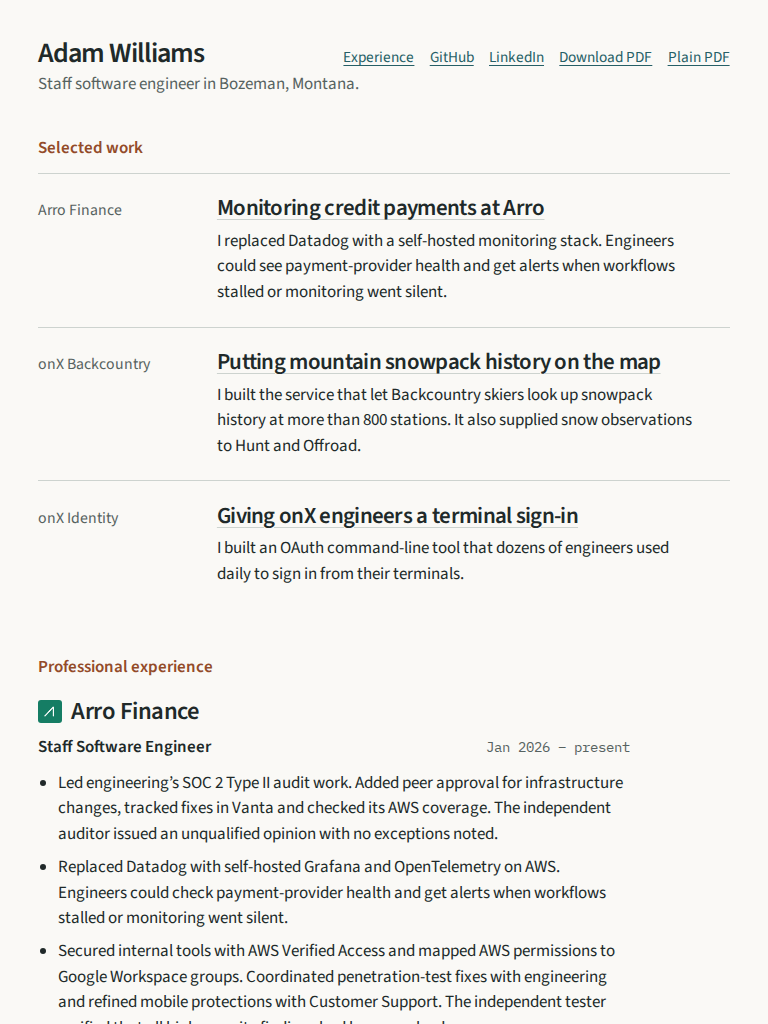 Adam Williams
Experience GitHub LinkedIn Download PDF Plain PDF
Staff software engineer in Bozeman, Montana.
Selected work
Arro Finance
Monitoring credit payments at Arro
I replaced Datadog with a self-hosted monitoring stack. Engineers
could see payment-provider health and get alerts when workflows
stalled or monitoring went silent.
onX Backcountry
Putting mountain snowpack history on the map
I built the service that let Backcountry skiers look up snowpack
history at more than 800 stations. It also supplied snow observations
to Hunt and Offroad.
onX Identity
Giving onX engineers a terminal sign-in
I built an OAuth command-line tool that dozens of engineers used
daily to sign in from their terminals.
Professional experience
Arro Finance
Staff Software Engineer
Jan 2026 – present
• Led engineering’s SOC 2 Type II audit work. Added peer approval for infrastructure
changes, tracked fixes in Vanta and checked its AWS coverage. The independent
auditor issued an unqualified opinion with no exceptions noted.
• Replaced Datadog with self-hosted Grafana and OpenTelemetry on AWS.
Engineers could check payment-provider health and get alerts when workflows
stalled or monitoring went silent.
• Secured internal tools with AWS Verified Access and mapped AWS permissions to
Google Workspace groups. Coordinated penetration-test fixes with engineering
and refined mobile protections with Customer Support. The independent tester